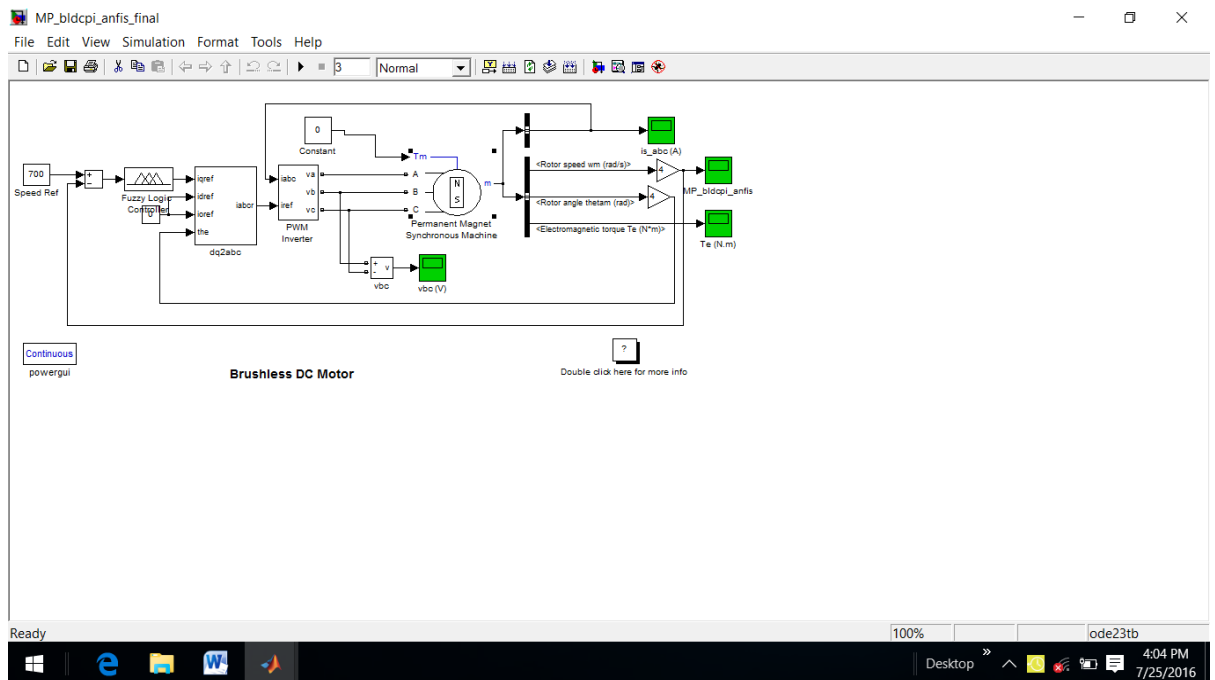 MP_bldcpi_anfis_final
File Edit View Simulation Format Tools Help
3 Normal
0
Constant
700
Speed Ref
Fuzzy Logic
Controller
0
iqref
idref
ioref
the
iabcr
dq2abc
iabc
iref
va
vb
vc
PWM
Inverter
Tm
A
B
C
N
S
m
Permanent Magnet
Synchronous Machine
is_abc (A)
<Rotor speed wm (rad/s)>
4
MP_bldcpi_anfis
<Rotor angle thetam (rad)>
4
<Electromagnetic torque Te (N*m)>
Te (N.m)
+
-
v
vbc
vbc (V)
Continuous
powergui
Brushless DC Motor
?
Double click here for more info
Ready
100%
ode23tb
Desktop
4:04 PM
7/25/2016